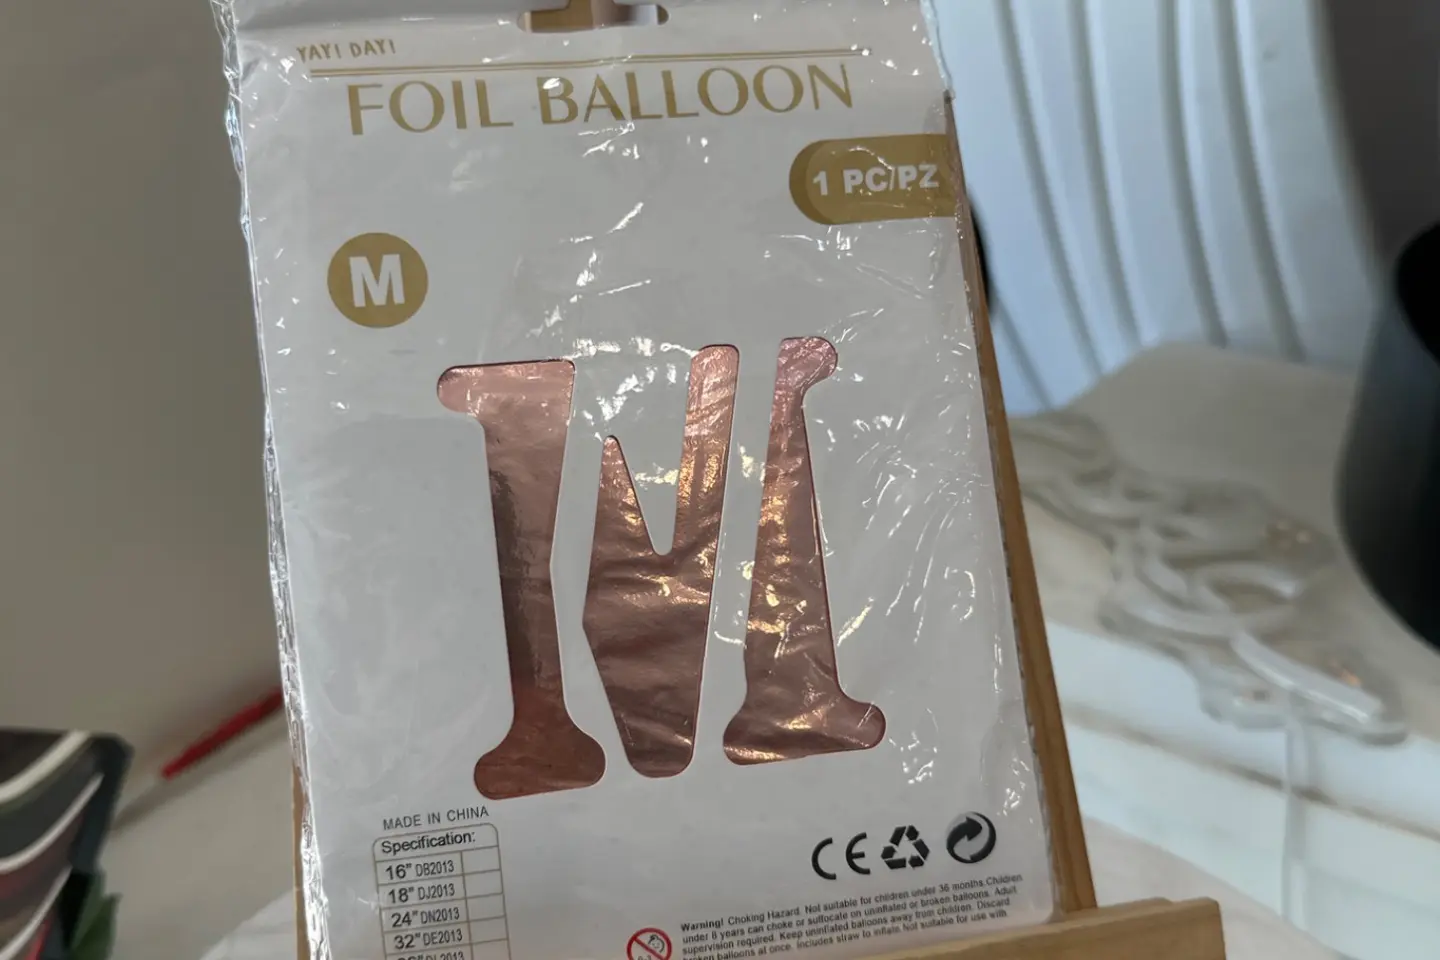 YAY! DAY!
FOIL BALLOON
1 PC/PZ
M
MADE IN CHINA
Specification:
16" DB2013
18" DJ2013
24" DN2013
32" DE2013
CE
Warning! Choking Hazard. Not suitable for children under 36 months. Children
under 8 years can choke or suffocate on uninflated or broken balloons. Adult
supervision required. Keep uninflated balloons away from children. Discard
broken balloons at once. Includes straw to inflate. Not suitable for use with